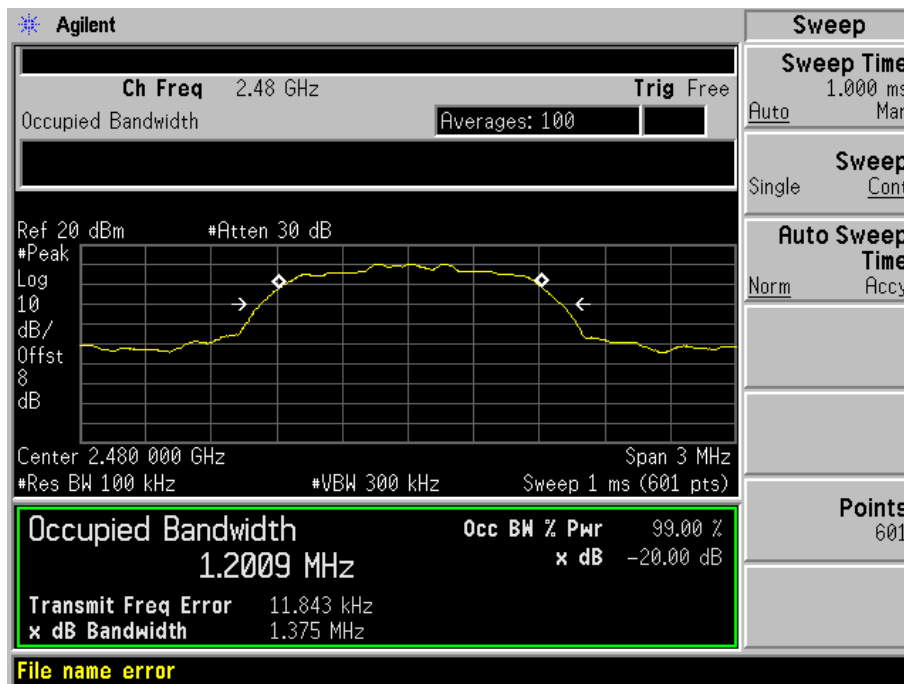 Agilent
Sweep
Ch Freq 2.48 GHz Trig Free
Occupied Bandwidth Averages: 100
Ref 20 dBm #Atten 30 dB
#Peak
Log
10
dB/
Offst
8
dB
Center 2.480 000 GHz Span 3 MHz
#Res BW 100 kHz #VBW 300 kHz Sweep 1 ms (601 pts)
Occupied Bandwidth
1.2009 MHz
Occ BW % Pwr 99.00 %
x dB -20.00 dB
Transmit Freq Error 11.843 kHz
x dB Bandwidth 1.375 MHz
File name error
Sweep Time
1.000 ms
Auto Man
Sweep
Single Cont
Auto Sweep
Time
Norm Accy
Points
601